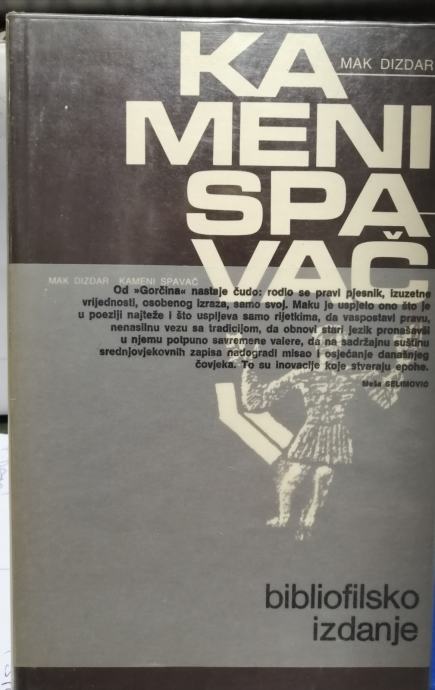 KA
MAK DIZDAR
MENI
SPA-
VAČ
MAK DIZDAR KAMENI SPAVAČ
Od »Gorčina« nastaje čudo: rodio se pravi pjesnik, izuzetne
vrijednosti, osobenog izraza, samo svoj. Maku je uspjelo ono što je
u poeziji najteže i što uspijeva samo rijetkima, da vaspostavi pravu,
nenasilnu vezu sa tradicijom, da obnovi stari jezik pronašavši
u njemu potpuno savremene valere, da na sadržajnu suštinu
srednjovjekovnih zapisa nadogradi misao i osjećanje današnjeg
čovjeka. To su inovacije koje stvaraju epohe.
Meša SELIMOVIĆ
bibliofilsko
izdanje